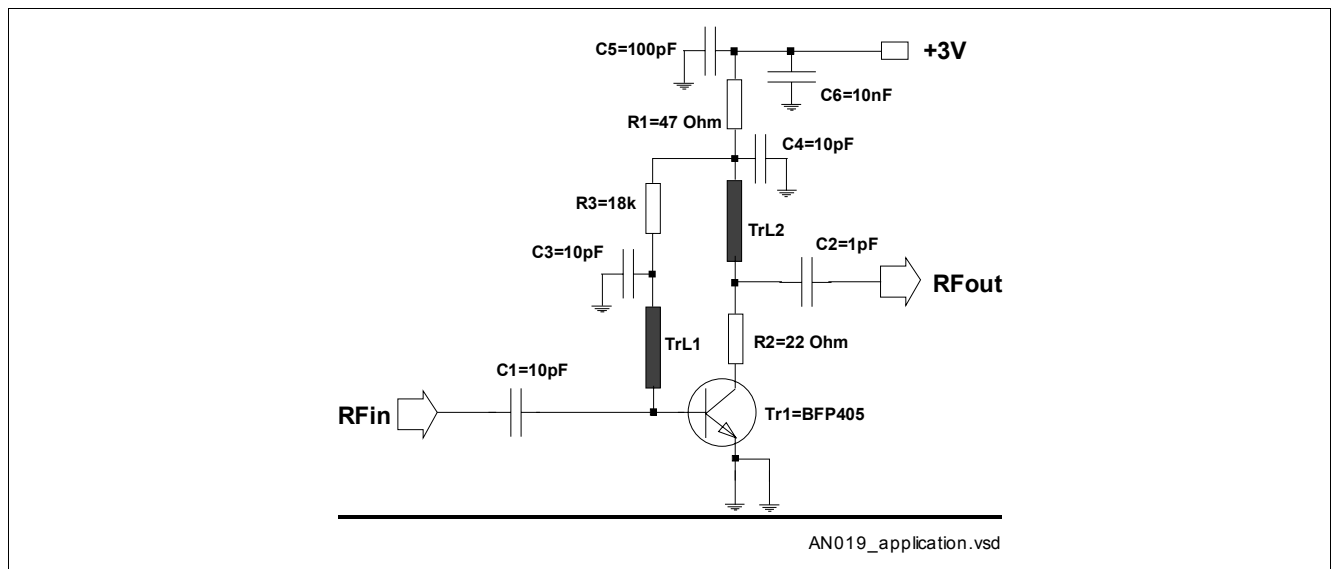 C5=100pF
+3V
C6=10nF
R1=47 Ohm
C4=10pF
R3=18k
TrL2
C2=1pF
C3=10pF
RFout
TrL1
R2=22 Ohm
C1=10pF
RFin
Tr1=BFP405
AN019_application.vsd